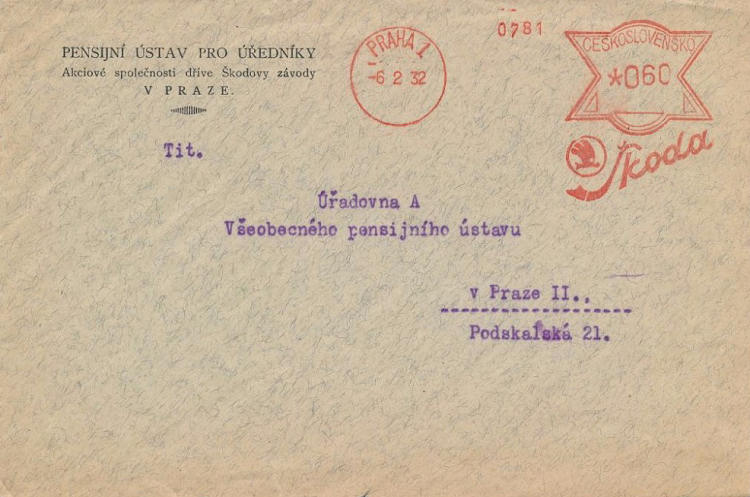 PENSIJNÍ ÚSTAV PRO ÚŘEDNÍKY
Akciové společnosti dříve Škodovy závody
V PRAZE.
PRAHA 1
-6 2 32
0781
ČESKOSLOVENSKO
*060
Škoda
Tit.
Úřadovna A
Všeobecného pensijního ústavu
v Praze II.,
Podskalská 21.